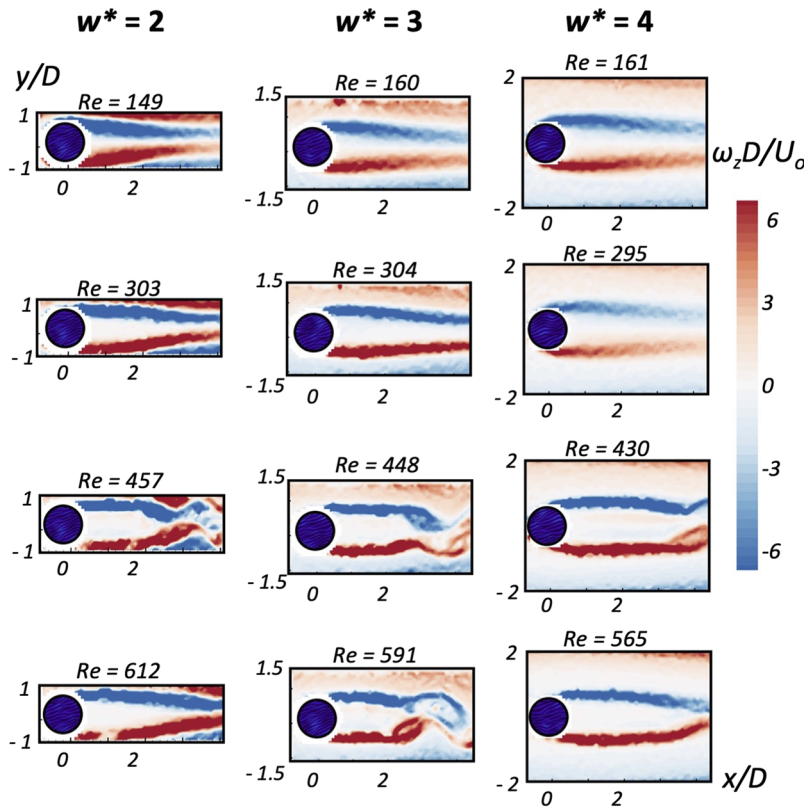 w* = 2 w* = 3 w* = 4
y/D
Re = 149 Re = 160 Re = 161
1 1.5 2
- 1 - 1.5 - 2
0 2 0 2 0 2
ω_z D/U_o
Re = 303 Re = 304 Re = 295
1 1.5 2
- 1 - 1.5 - 2
0 2 0 2 0 2
6
3
0
-3
-6
Re = 457 Re = 448 Re = 430
1 1.5 2
- 1 - 1.5 - 2
0 2 0 2 0 2
Re = 612 Re = 591 Re = 565
1 1.5 2
- 1 - 1.5 - 2
0 2 0 2 0 2
x/D